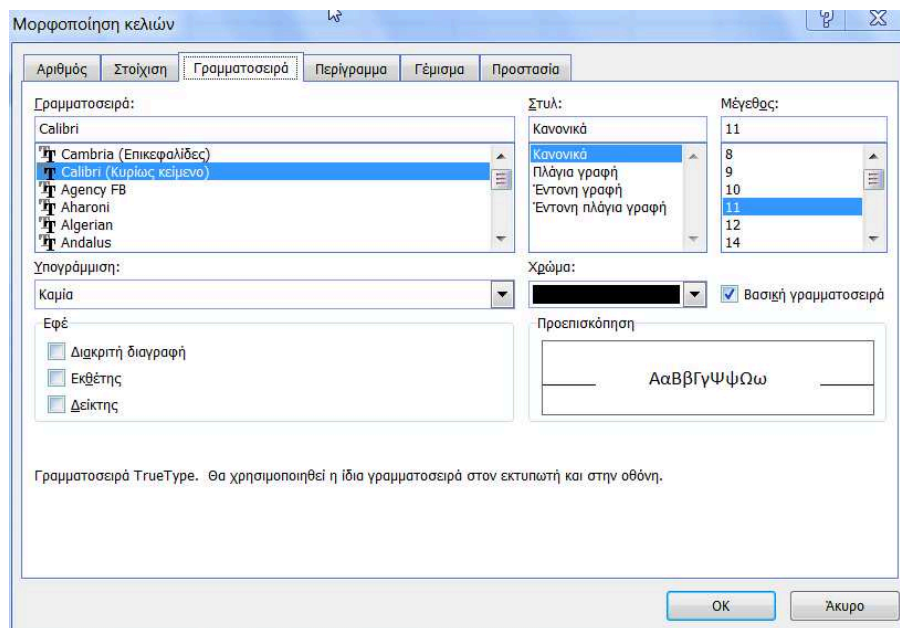 Μορφοποίηση κελιών
Αριθμός Στοίχιση Γραμματοσειρά Περίγραμμα Γέμισμα Προστασία
Γραμματοσειρά: Στυλ: Μέγεθος:
Calibri Κανονικά 11
Cambria (Επικεφαλίδες) Κανονικά 8
Calibri (Κυρίως κείμενο) Πλάγια γραφή 9
Agency FB Έντονη γραφή 10
Aharoni Έντονη πλάγια γραφή 11
Algerian 12
Andalus 14
Υπογράμμιση: Χρώμα:
Καμία Βασική γραμματοσειρά
Εφέ Προεπισκόπηση
Διακριτή διαγραφή
Εκθέτης ΑαΒβΓγΨψΩω
Δείκτης
Γραμματοσειρά TrueType. Θα χρησιμοποιηθεί η ίδια γραμματοσειρά στον εκτυπωτή και στην οθόνη.
OK Άκυρο